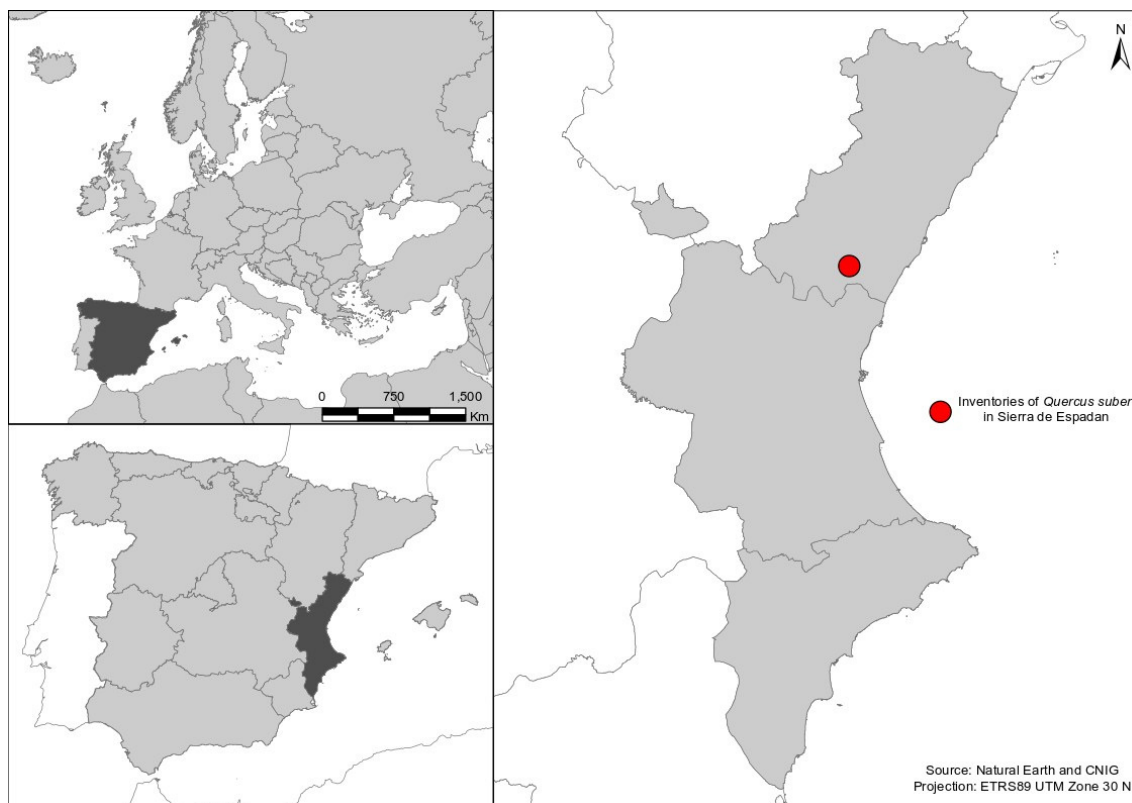 0 750 1,500
Km
N
Inventories of Quercus suber
in Sierra de Espadan
Source: Natural Earth and CNIG
Projection: ETRS89 UTM Zone 30 N